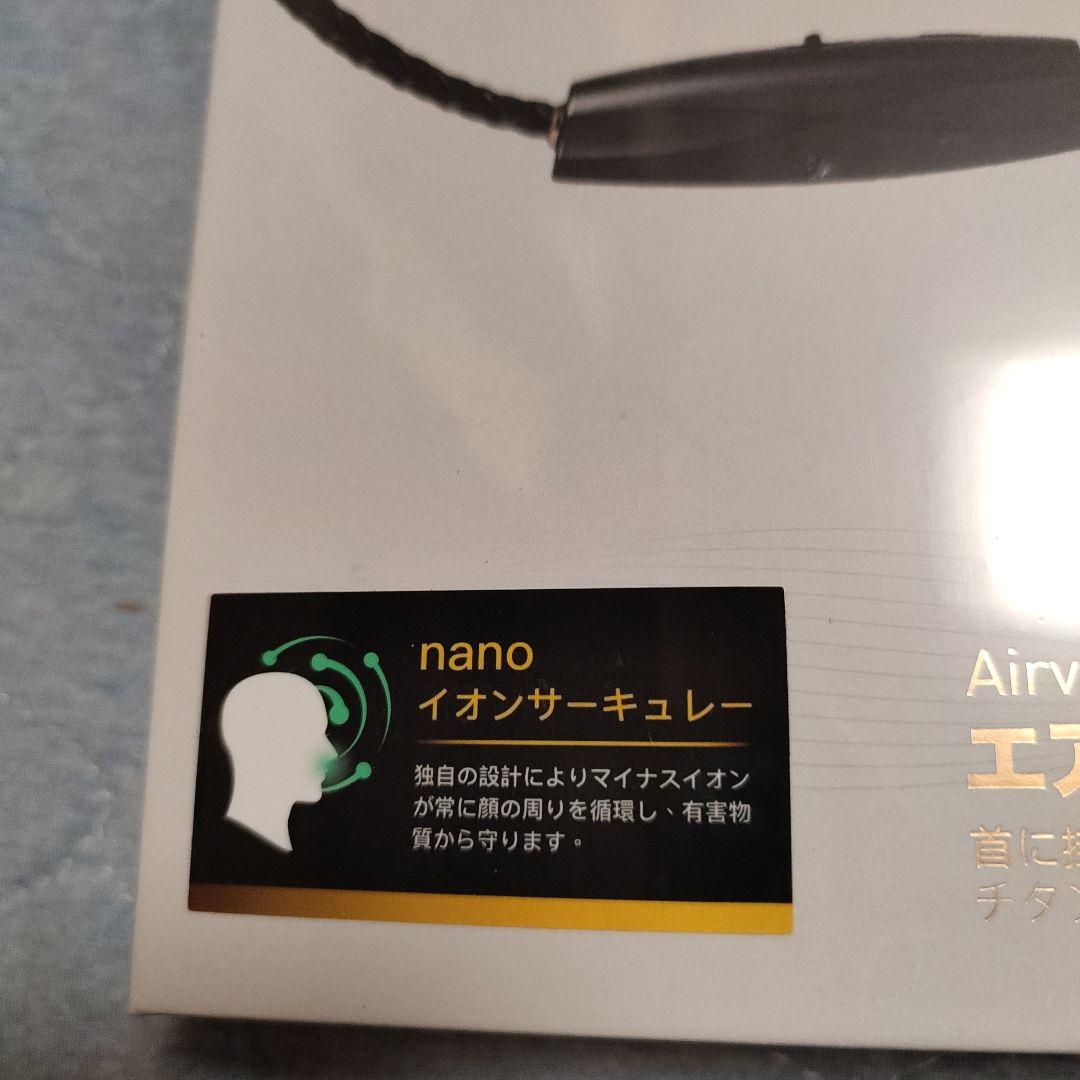 nano
イオンサーキュレー
独自の設計によりマイナスイオン
が常に顔の周りを循環し、有害物
質から守ります。
Airv
エア
首に掛
チタン